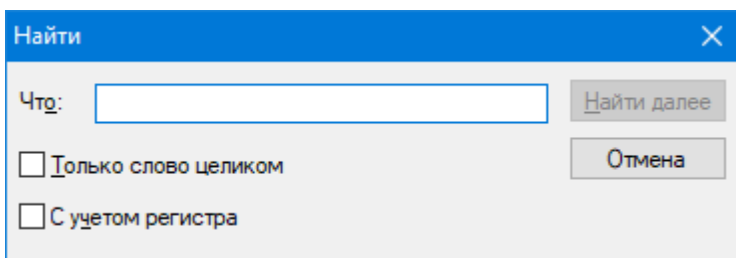 Найти
Что:
Найти далее
Только слово целиком
Отмена
С учетом регистра